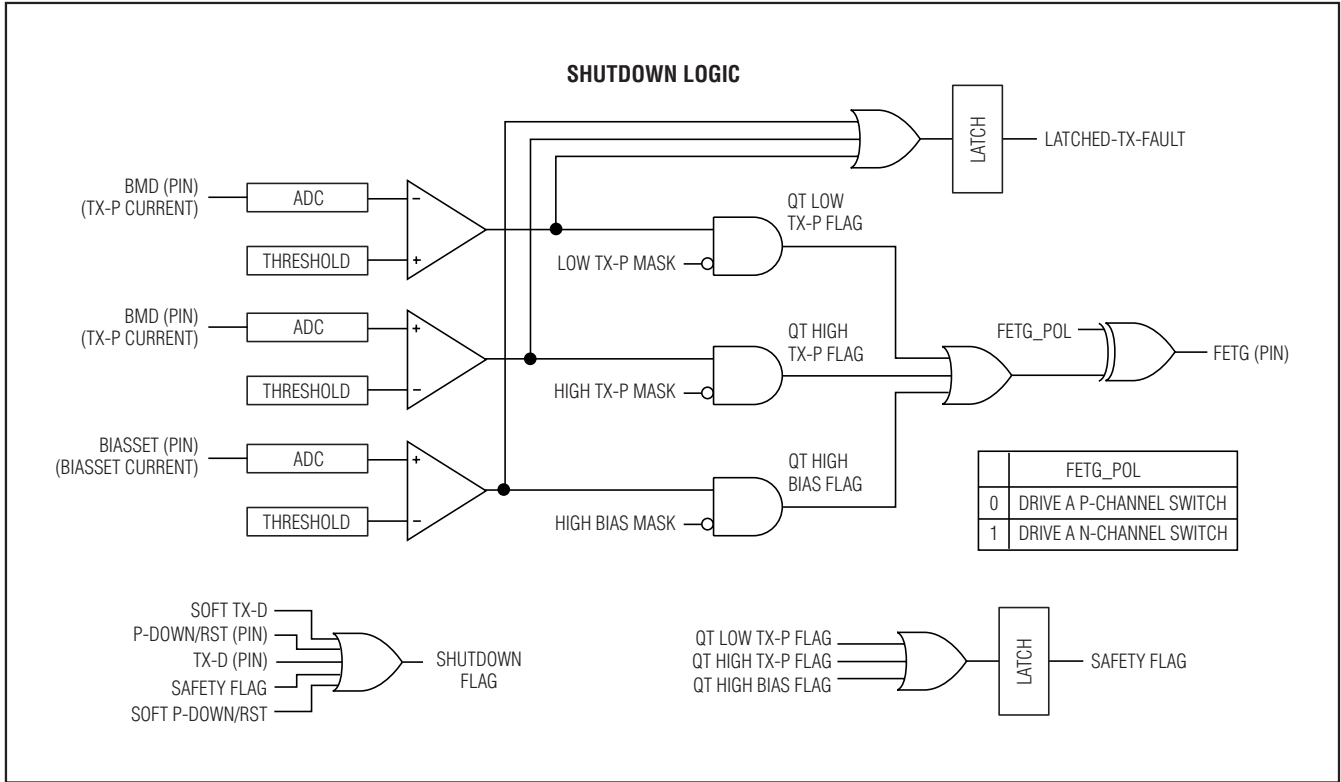 SHUTDOWN LOGIC
LATCH
LATCHED-TX-FAULT
BMD (PIN)
(TX-P CURRENT)
ADC
−
THRESHOLD
+
QT LOW
TX-P FLAG
LOW TX-P MASK
BMD (PIN)
(TX-P CURRENT)
ADC
+
THRESHOLD
−
QT HIGH
TX-P FLAG
HIGH TX-P MASK
FETG_POL
FETG (PIN)
BIASSET (PIN)
(BIASSET CURRENT)
ADC
+
THRESHOLD
−
QT HIGH
BIAS FLAG
HIGH BIAS MASK
FETG_POL
0 DRIVE A P-CHANNEL SWITCH
1 DRIVE A N-CHANNEL SWITCH
SOFT TX-D
P-DOWN/RST (PIN)
TX-D (PIN)
SAFETY FLAG
SOFT P-DOWN/RST
SHUTDOWN
FLAG
QT LOW TX-P FLAG
QT HIGH TX-P FLAG
QT HIGH BIAS FLAG
LATCH
SAFETY FLAG